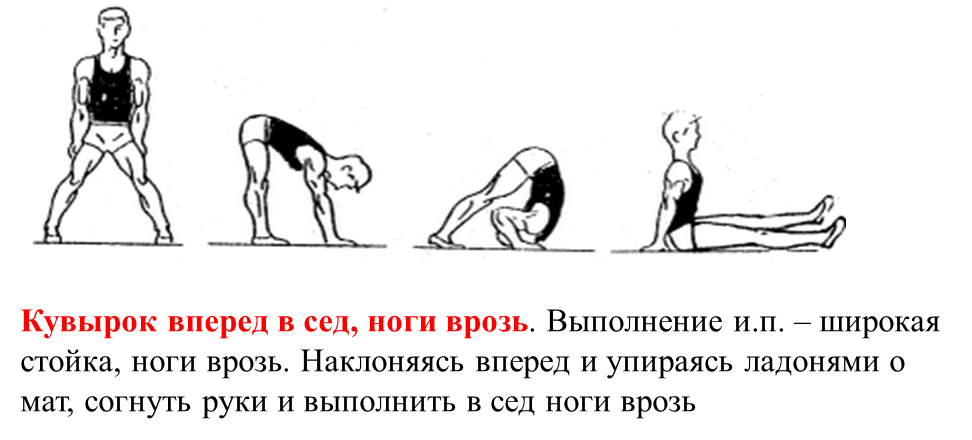 Кувырок вперед в сед, ноги врозь. Выполнение и.п. – широкая
стойка, ноги врозь. Наклоняясь вперед и упираясь ладонями о
мат, согнуть руки и выполнить в сед ноги врозь